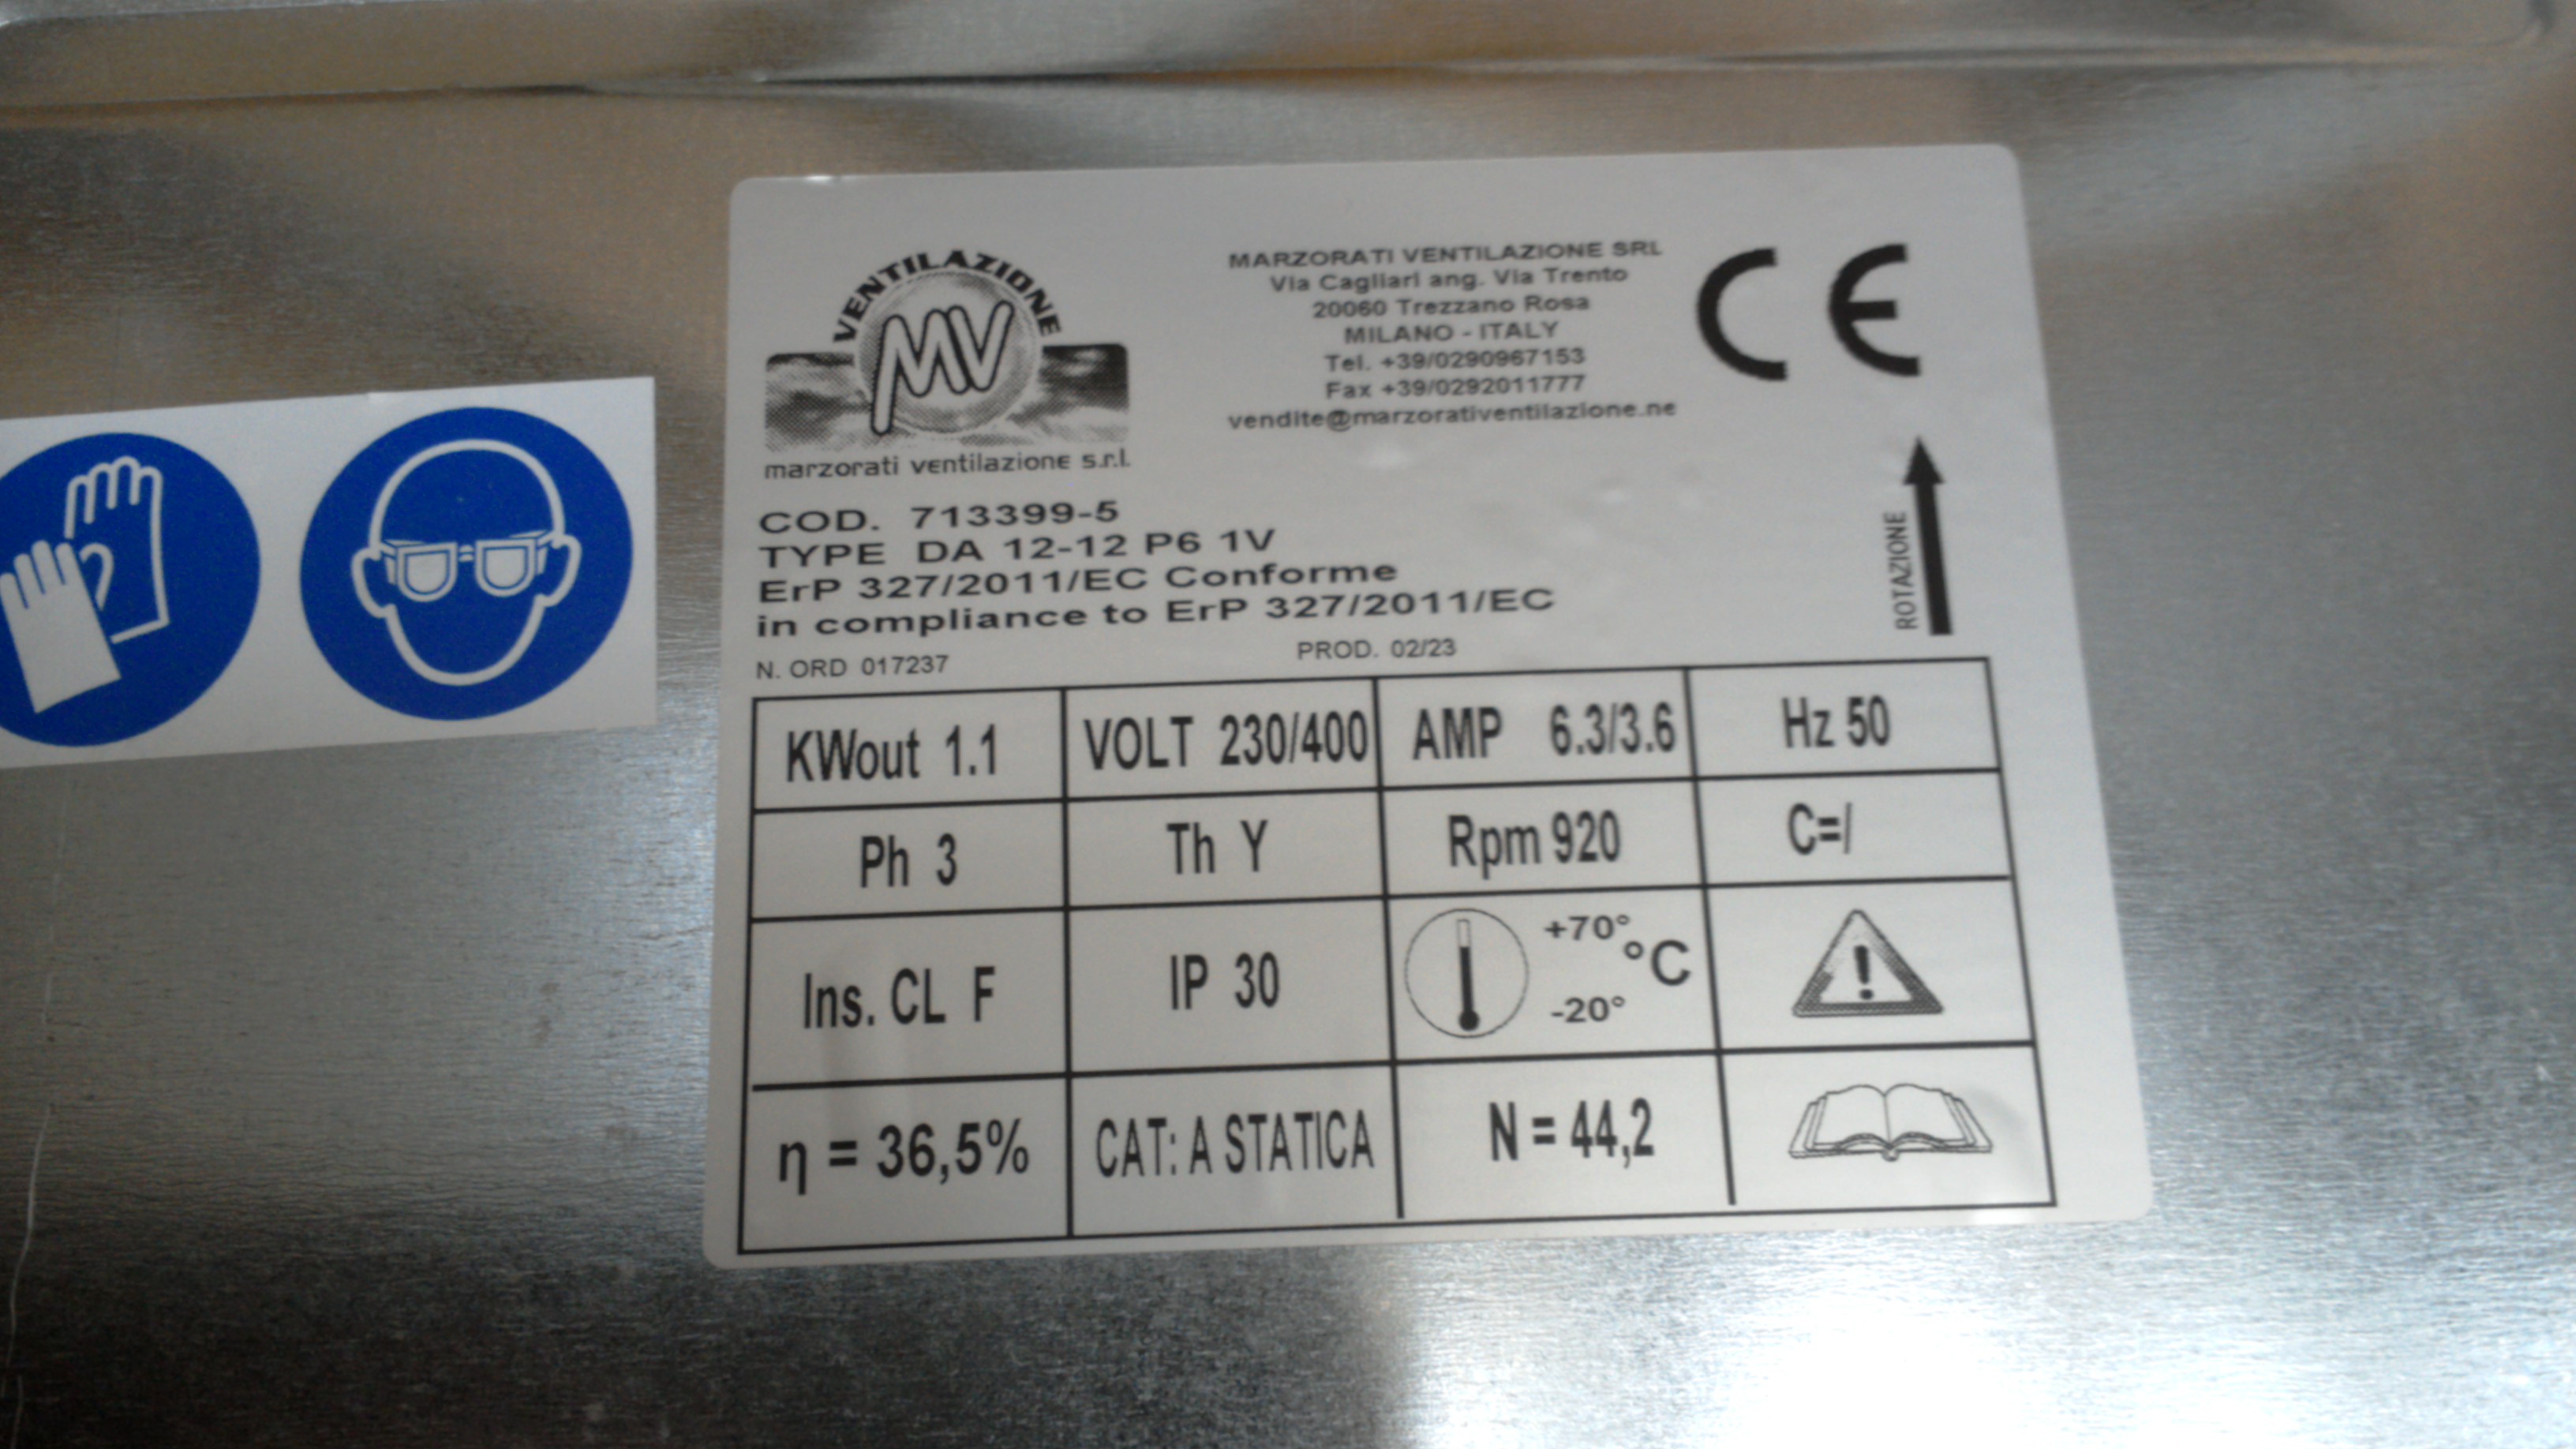 VENTILAZIONE
MV
marzorati ventilazione s.r.l.
MARZORATI VENTILAZIONE SRL
Via Cagliari ang. Via Trento
20060 Trezzano Rosa
MILANO - ITALY
Tel. +39/0290967153
Fax +39/0292011777
vendite@marzorativentilazione.ne
CE
COD. 713399-5
TYPE DA 12-12 P6 1V
ErP 327/2011/EC Conforme
in compliance to ErP 327/2011/EC
ROTAZIONE
N. ORD 017237 PROD. 02/23
KWout 1.1 VOLT 230/400 AMP 6.3/3.6 Hz 50
Ph 3 Th Y Rpm 920 C=/
Ins. CL F IP 30 +70° °C -20° !
η = 36,5% CAT: A STATICA N = 44,2